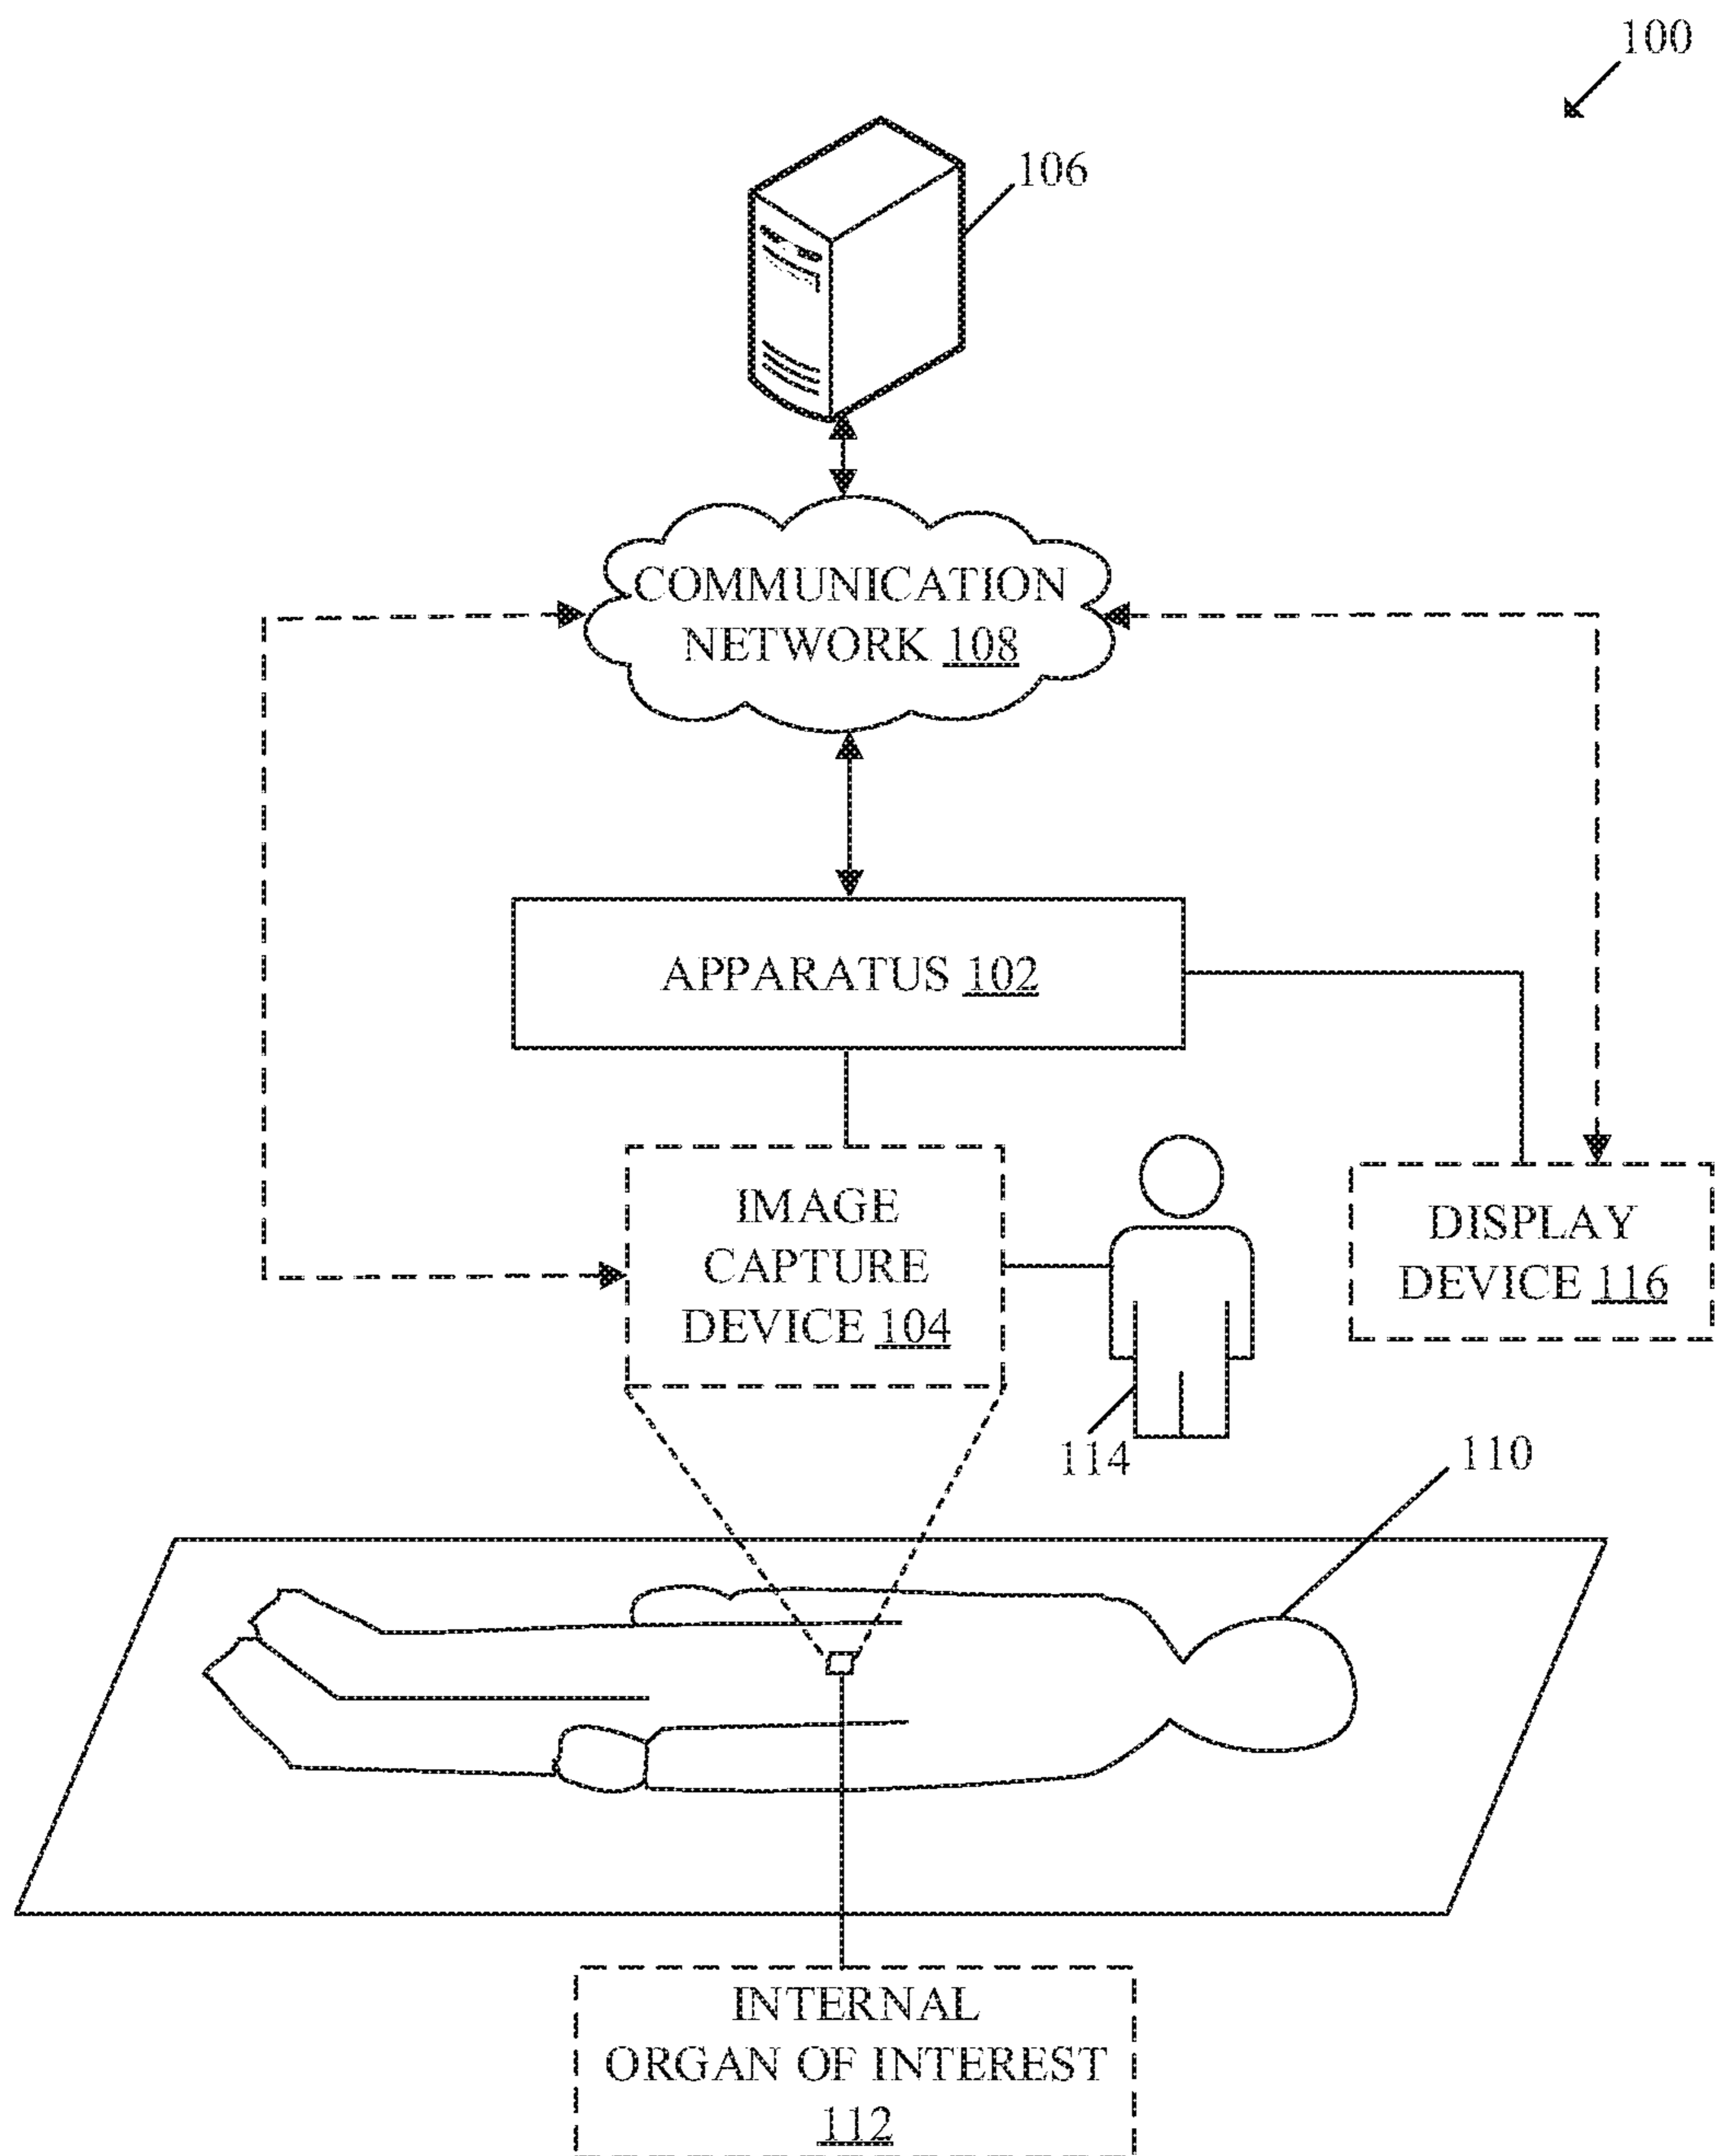 100
106
COMMUNICATION
NETWORK 108
APPARATUS 102
IMAGE
CAPTURE
DEVICE 104
DISPLAY
DEVICE 116
114
110
INTERNAL
ORGAN OF INTEREST
112